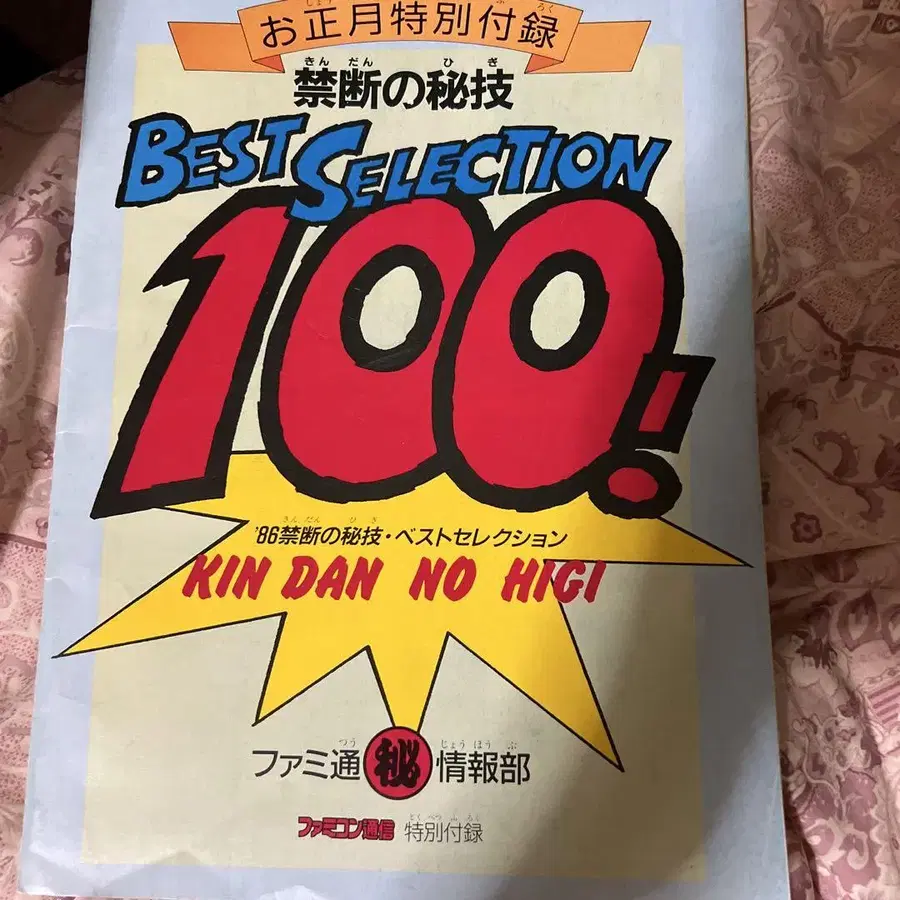 お正月特別付録
禁断の秘技
BEST SELECTION
100!
'86禁断の秘技・ベストセレクション
KIN DAN NO HIGI
ファミ通㊙情報部
ファミコン通信 特別付録